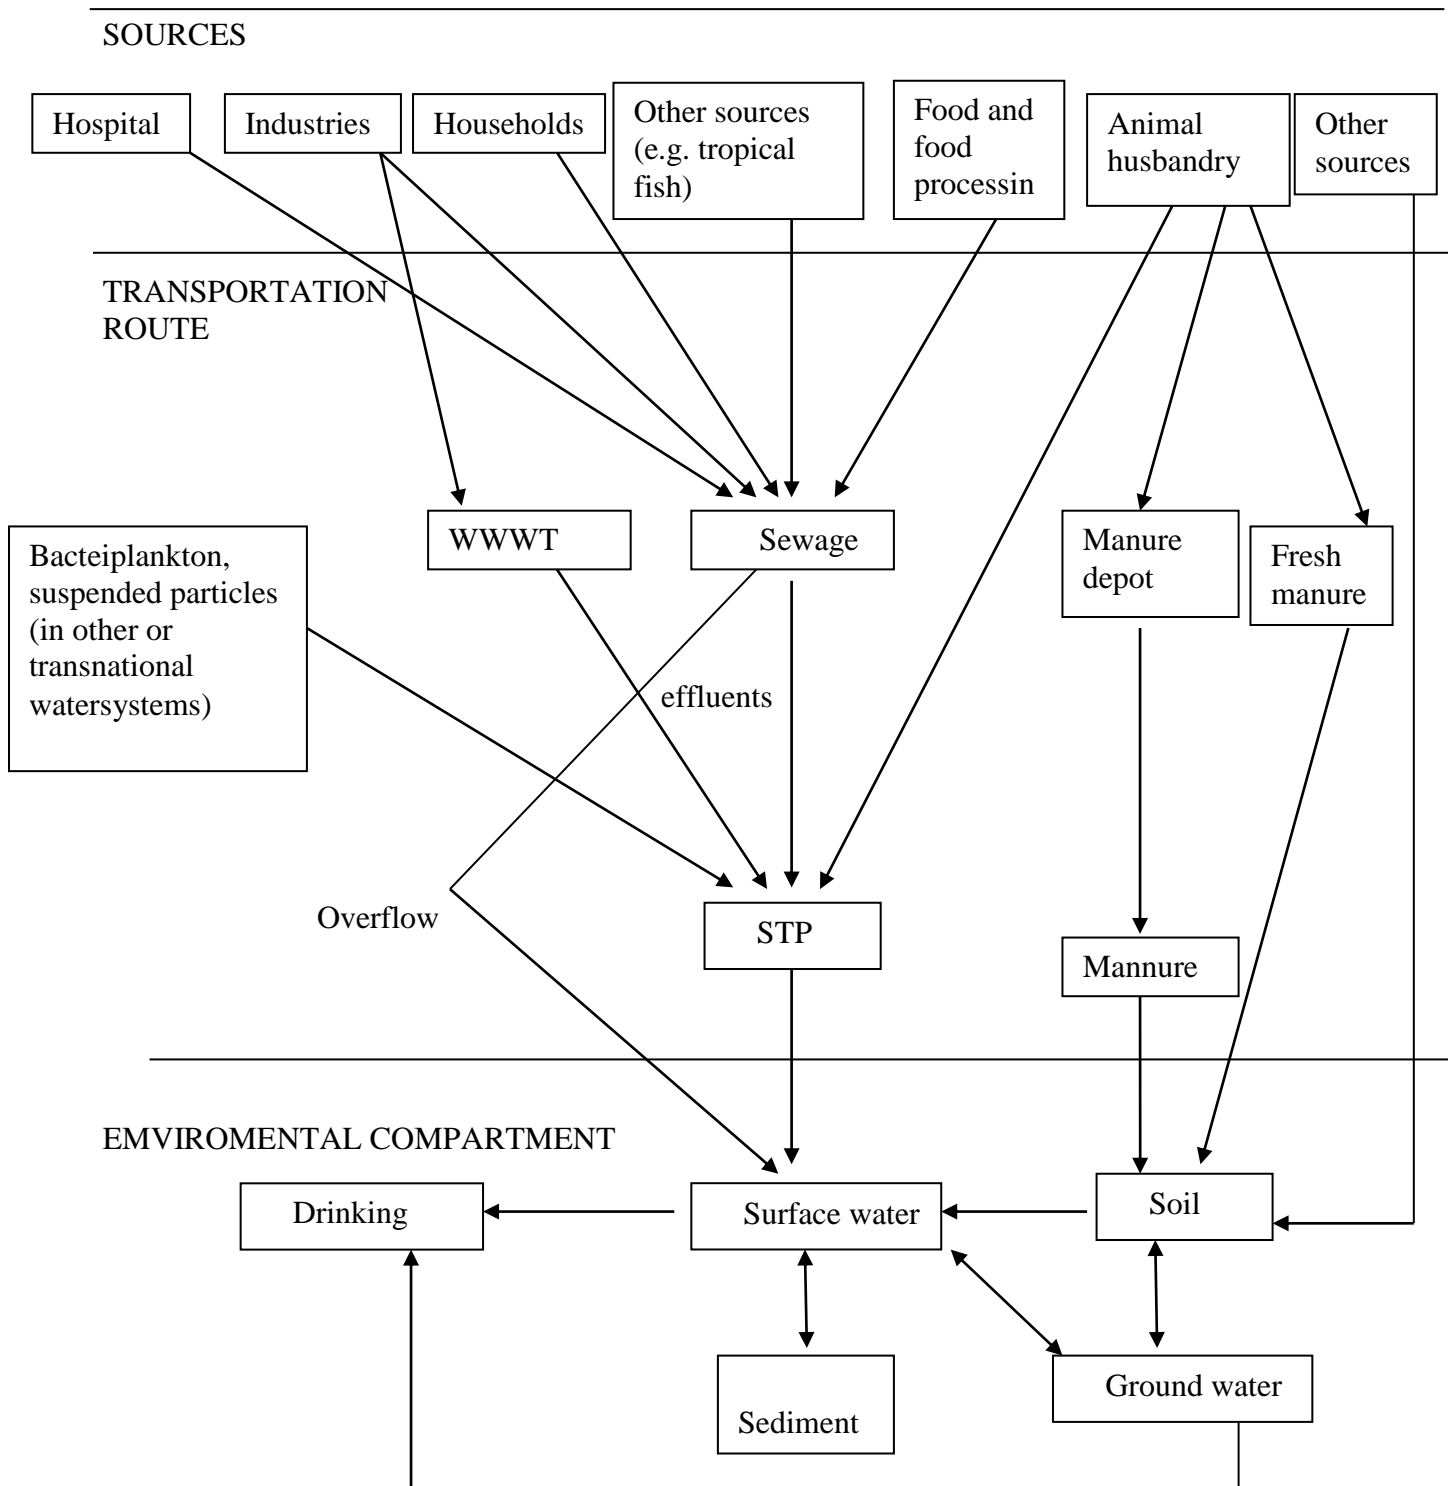 SOURCES
Hospital
Industries
Households
Other sources
(e.g. tropical
fish)
Food and
food
processin
Animal
husbandry
Other
sources
TRANSPORTATION
ROUTE
WWWT
Sewage
Manure
depot
Fresh
manure
Bacteiplankton,
suspended particles
(in other or
transnational
watersystems)
effluents
Overflow
STP
Mannure
EMVIROMENTAL COMPARTMENT
Drinking
Surface water
Soil
Sediment
Ground water